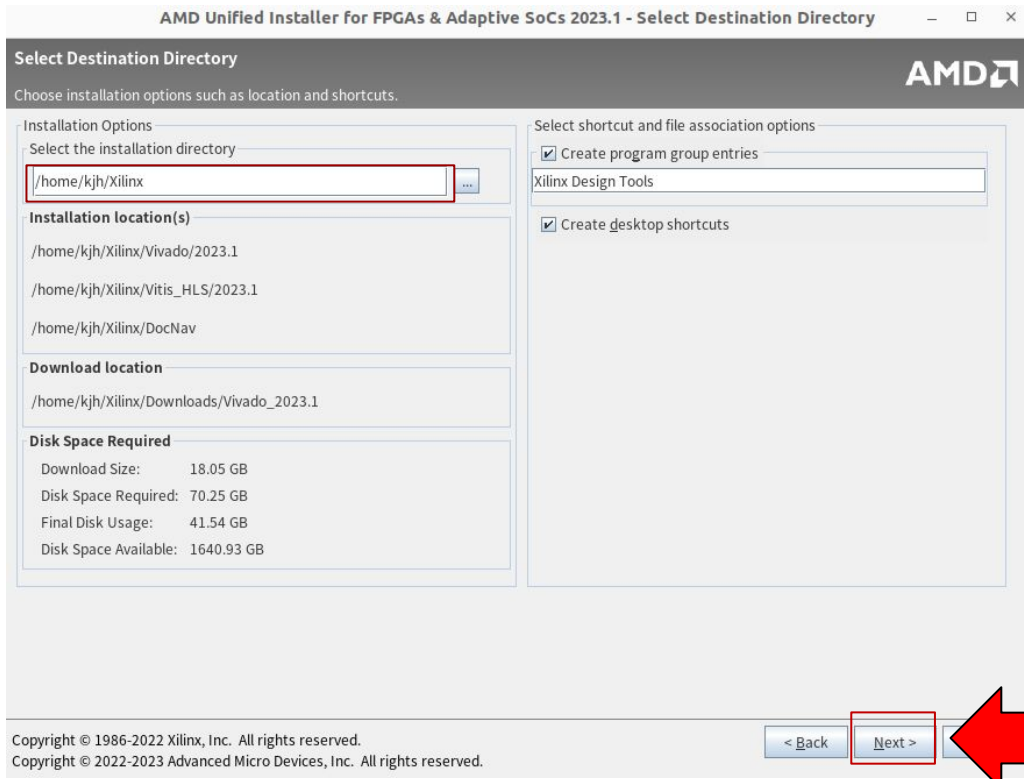 AMD Unified Installer for FPGAs & Adaptive SoCs 2023.1 - Select Destination Directory
Select Destination Directory
AMD
Choose installation options such as location and shortcuts.
Installation Options
Select the installation directory
/home/kjh/Xilinx
...
Installation location(s)
/home/kjh/Xilinx/Vivado/2023.1
/home/kjh/Xilinx/Vitis_HLS/2023.1
/home/kjh/Xilinx/DocNav
Download location
/home/kjh/Xilinx/Downloads/Vivado_2023.1
Disk Space Required
Download Size: 18.05 GB
Disk Space Required: 70.25 GB
Final Disk Usage: 41.54 GB
Disk Space Available: 1640.93 GB
Select shortcut and file association options
Create program group entries
Xilinx Design Tools
Create desktop shortcuts
Copyright © 1986-2022 Xilinx, Inc. All rights reserved.
Copyright © 2022-2023 Advanced Micro Devices, Inc. All rights reserved.
< Back
Next >